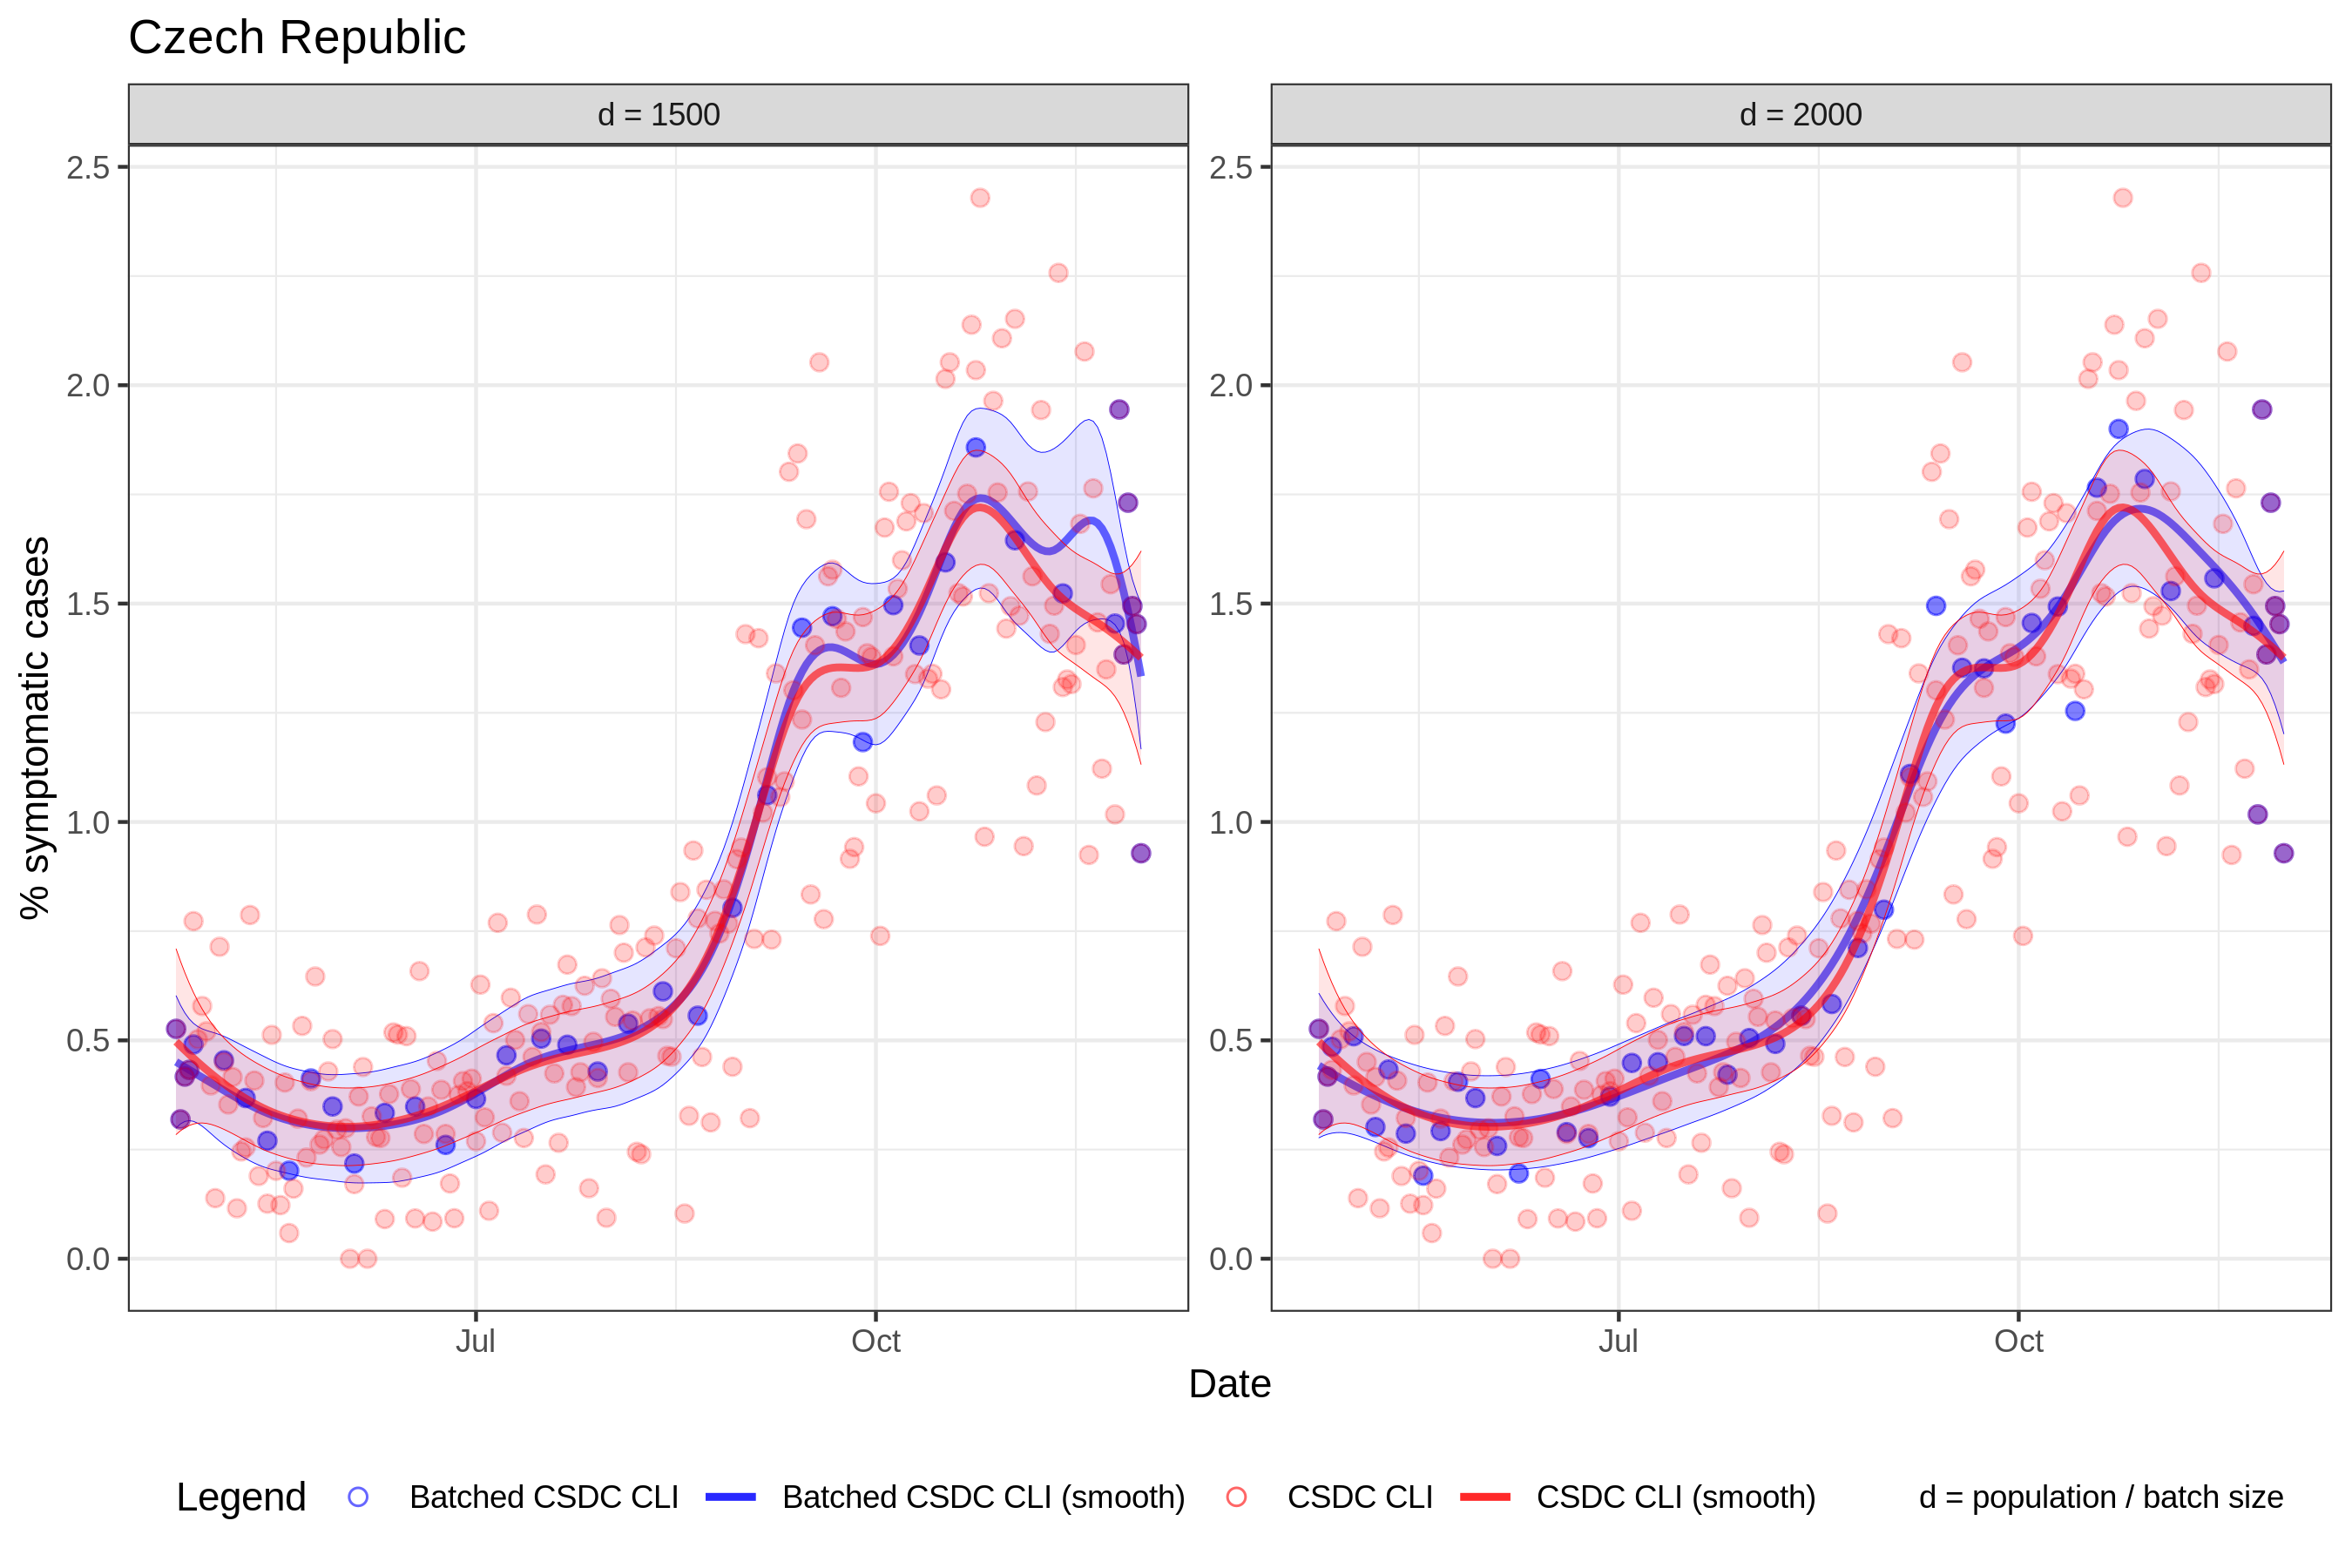 Czech Republic
d = 1500
d = 2000
% symptomatic cases
2.5
2.0
1.5
1.0
0.5
0.0
2.5
2.0
1.5
1.0
0.5
0.0
Jul
Oct
Jul
Oct
Date
Legend Batched CSDC CLI Batched CSDC CLI (smooth) CSDC CLI CSDC CLI (smooth) d = population / batch size